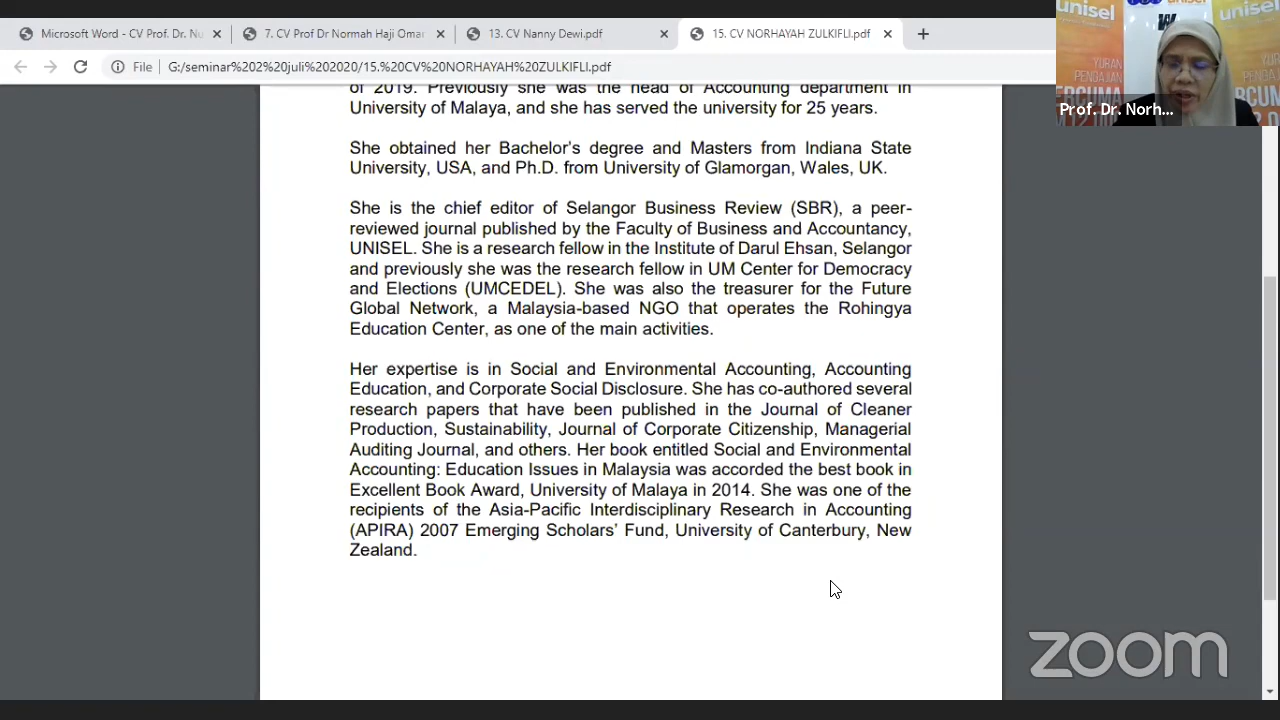 Microsoft Word - CV Prof. Dr. Nu
7. CV Prof Dr Normah Haji Omar
13. CV Nanny Dewi.pdf
15. CV NORHAYAH ZULKIFLI.pdf
File
G:/seminar%202%20juli%202020/15.%20CV%20NORHAYAH%20ZULKIFLI.pdf
unisel
unisel
YURAN
PENGAJIAN
ERCUMA
Prof. Dr. Norh...
of 2019. Previously she was the head of Accounting department in
University of Malaya, and she has served the university for 25 years.
She obtained her Bachelor’s degree and Masters from Indiana State
University, USA, and Ph.D. from University of Glamorgan, Wales, UK.
She is the chief editor of Selangor Business Review (SBR), a peer-
reviewed journal published by the Faculty of Business and Accountancy,
UNISEL. She is a research fellow in the Institute of Darul Ehsan, Selangor
and previously she was the research fellow in UM Center for Democracy
and Elections (UMCEDEL). She was also the treasurer for the Future
Global Network, a Malaysia-based NGO that operates the Rohingya
Education Center, as one of the main activities.
Her expertise is in Social and Environmental Accounting, Accounting
Education, and Corporate Social Disclosure. She has co-authored several
research papers that have been published in the Journal of Cleaner
Production, Sustainability, Journal of Corporate Citizenship, Managerial
Auditing Journal, and others. Her book entitled Social and Environmental
Accounting: Education Issues in Malaysia was accorded the best book in
Excellent Book Award, University of Malaya in 2014. She was one of the
recipients of the Asia-Pacific Interdisciplinary Research in Accounting
(APIRA) 2007 Emerging Scholars’ Fund, University of Canterbury, New
Zealand.
zoom